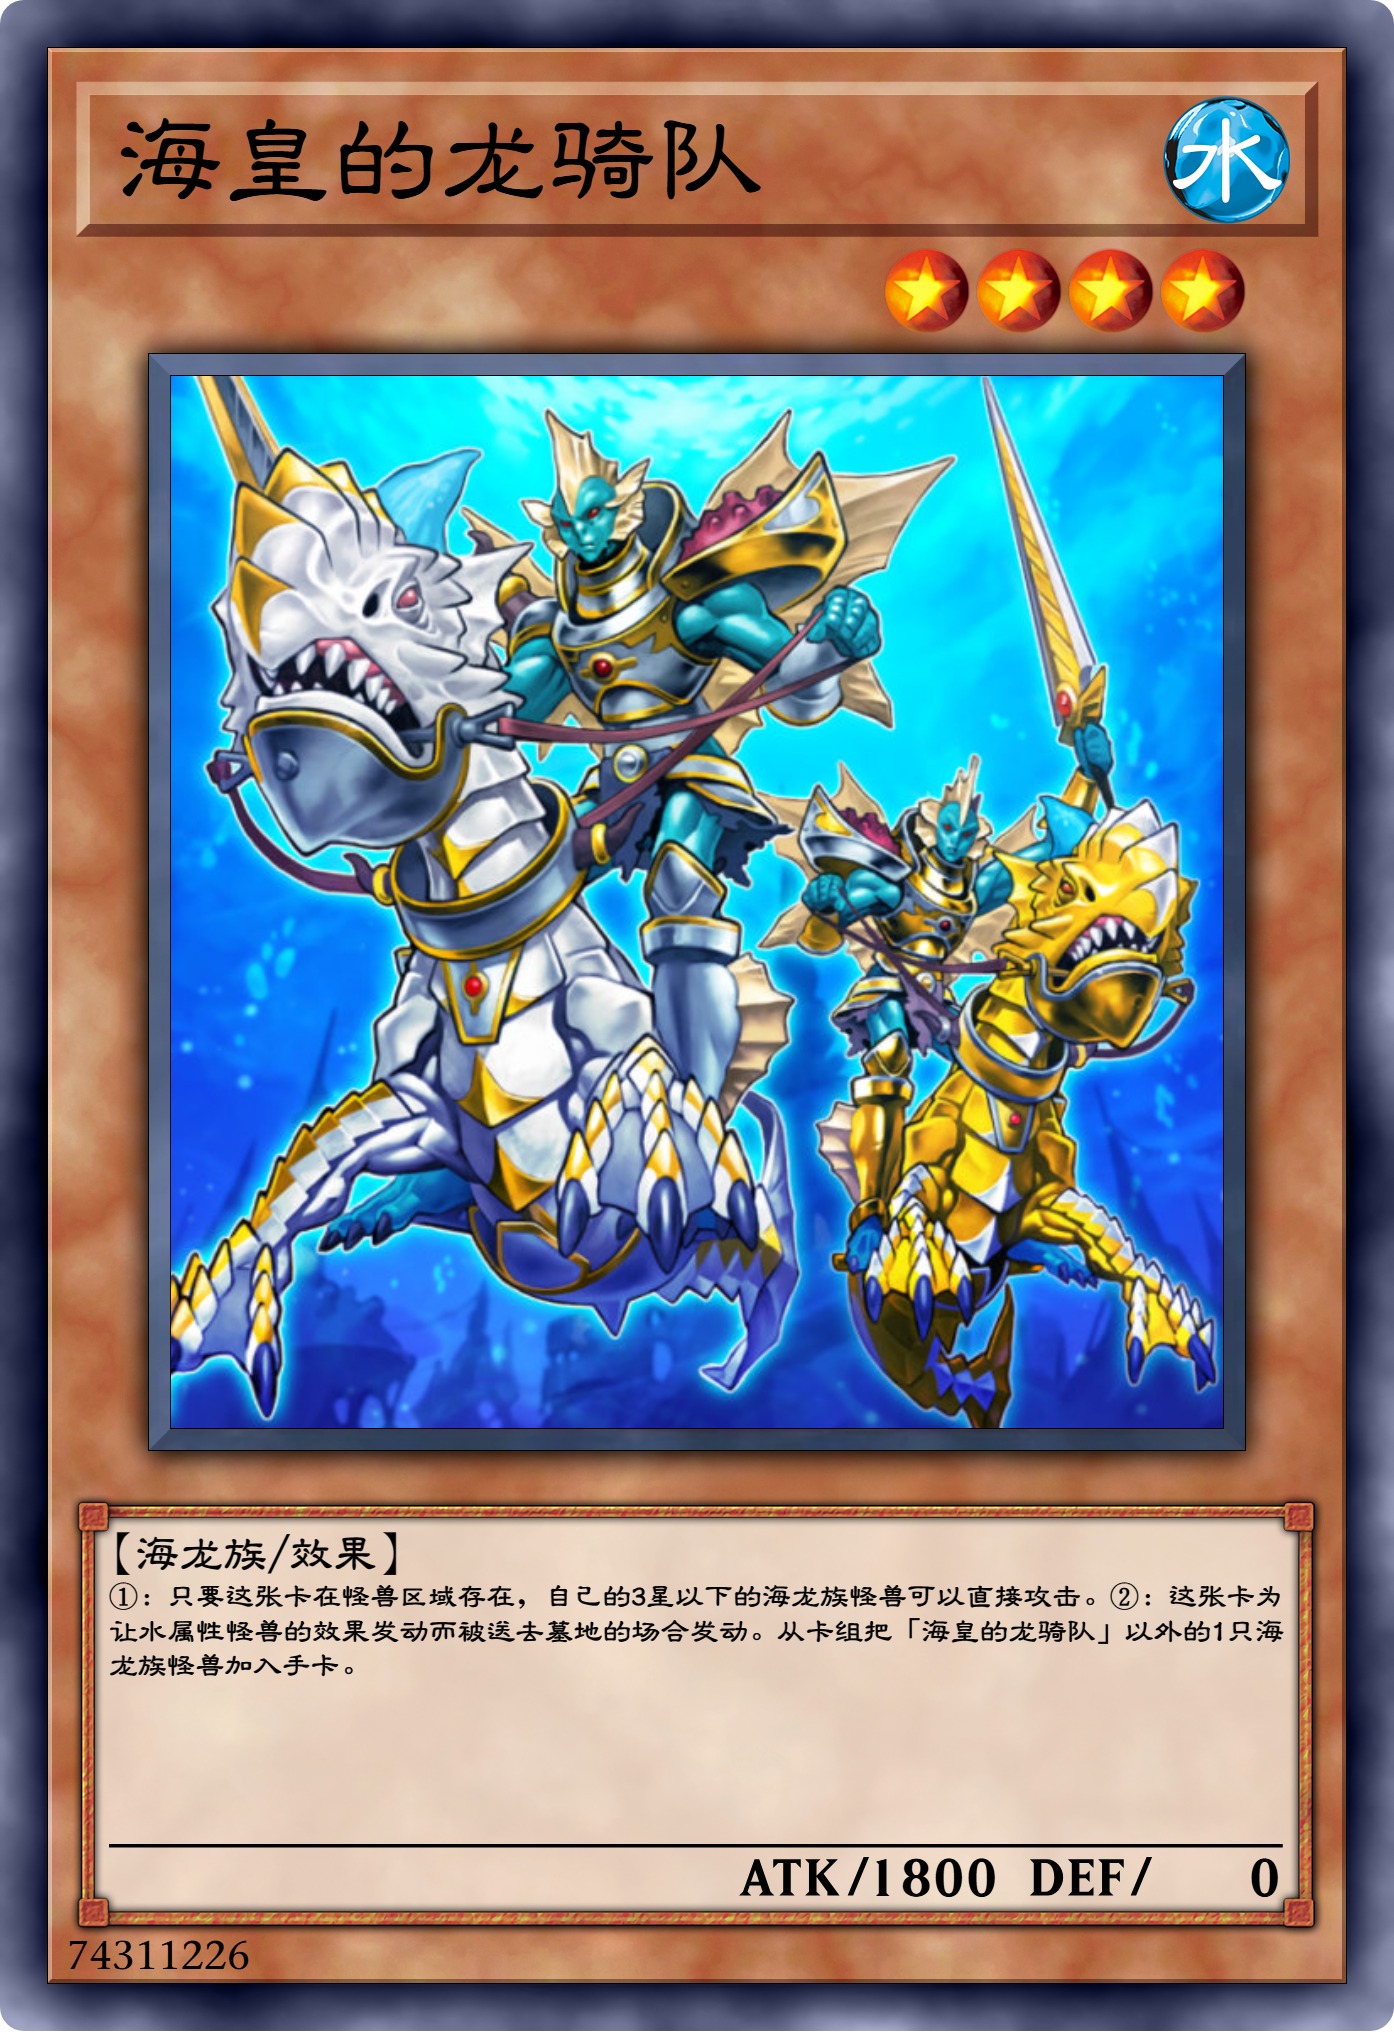 海皇的龙骑队
水
【海龙族/效果】
①：只要这张卡在怪兽区域存在，自己的3星以下的海龙族怪兽可以直接攻击。②：这张卡为
让水属性怪兽的效果发动而被送去墓地的场合发动。从卡组把「海皇的龙骑队」以外的1只海
龙族怪兽加入手卡。
ATK/1800 DEF/ 0
74311226